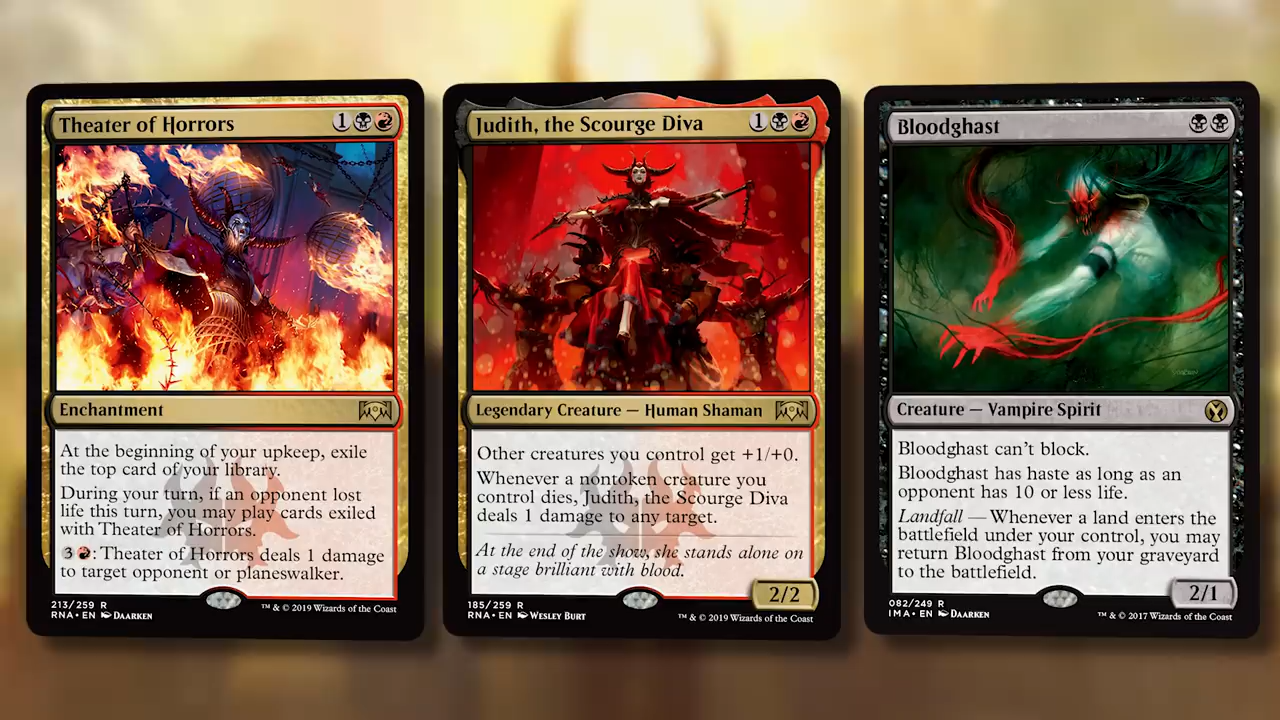 Theater of Horrors 1
Enchantment
At the beginning of your upkeep, exile
the top card of your library.
During your turn, if an opponent lost
life this turn, you may play cards exiled
with Theater of Horrors.
3: Theater of Horrors deals 1 damage
to target opponent or planeswalker.
213/259 R
RNA • EN DAARKEN
™ & © 2019 Wizards of the Coast
Judith, the Scourge Diva 1
Legendary Creature — Human Shaman
Other creatures you control get +1/+0.
Whenever a nontoken creature you
control dies, Judith, the Scourge Diva
deals 1 damage to any target.
At the end of the show, she stands alone on
a stage brilliant with blood.
2/2
185/259 R
RNA • EN WESLEY BURT
™ & © 2019 Wizards of the Coast
Bloodghast
Creature — Vampire Spirit
Bloodghast can't block.
Bloodghast has haste as long as an
opponent has 10 or less life.
Landfall — Whenever a land enters the
battlefield under your control, you may
return Bloodghast from your graveyard
to the battlefield.
2/1
082/249 R
IMA • EN DAARKEN
™ & © 2017 Wizards of the Coast